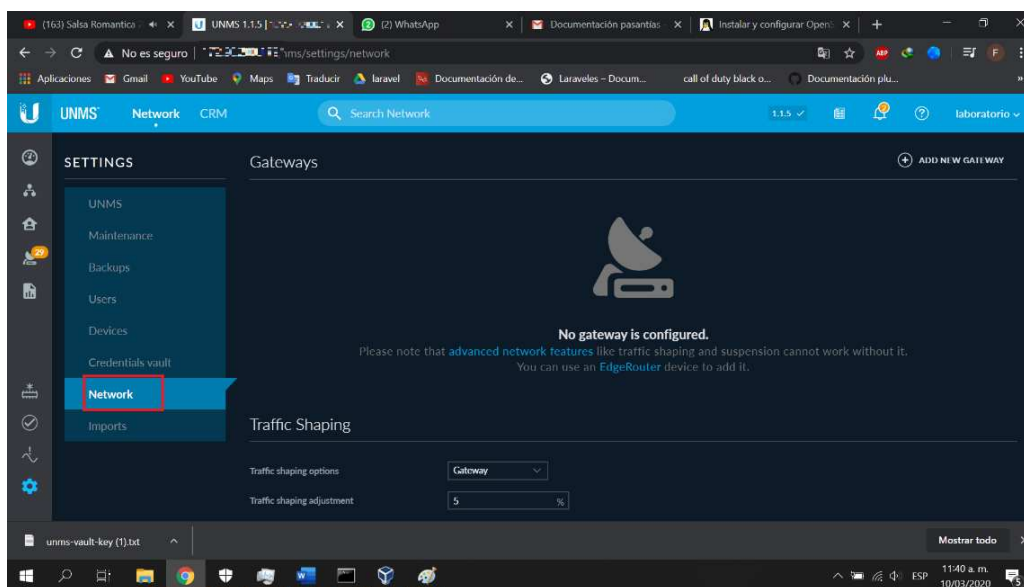 (163) Salsa Romantica
UNMS 1.1.5 |
(2) WhatsApp
Documentación pasantías
Instalar y configurar Open
No es seguro
nms/settings/network
Aplicaciones
Gmail
YouTube
Maps
Traducir
laravel
Documentación de...
Laraveles – Docum...
call of duty black o...
Documentación plu...
UNMS
Network
CRM
Search Network
1.1.5
laboratorio
SETTINGS
Gateways
ADD NEW GATEWAY
UNMS
Maintenance
Backups
Users
Devices
Credentials vault
Network
Imports
29
No gateway is configured.
Please note that advanced network features like traffic shaping and suspension cannot work without it.
You can use an EdgeRouter device to add it.
Traffic Shaping
Traffic shaping options
Gateway
Traffic shaping adjustment
5
%
unms-vault-key (1).txt
Mostrar todo
ESP
11:40 a. m.
10/03/2020